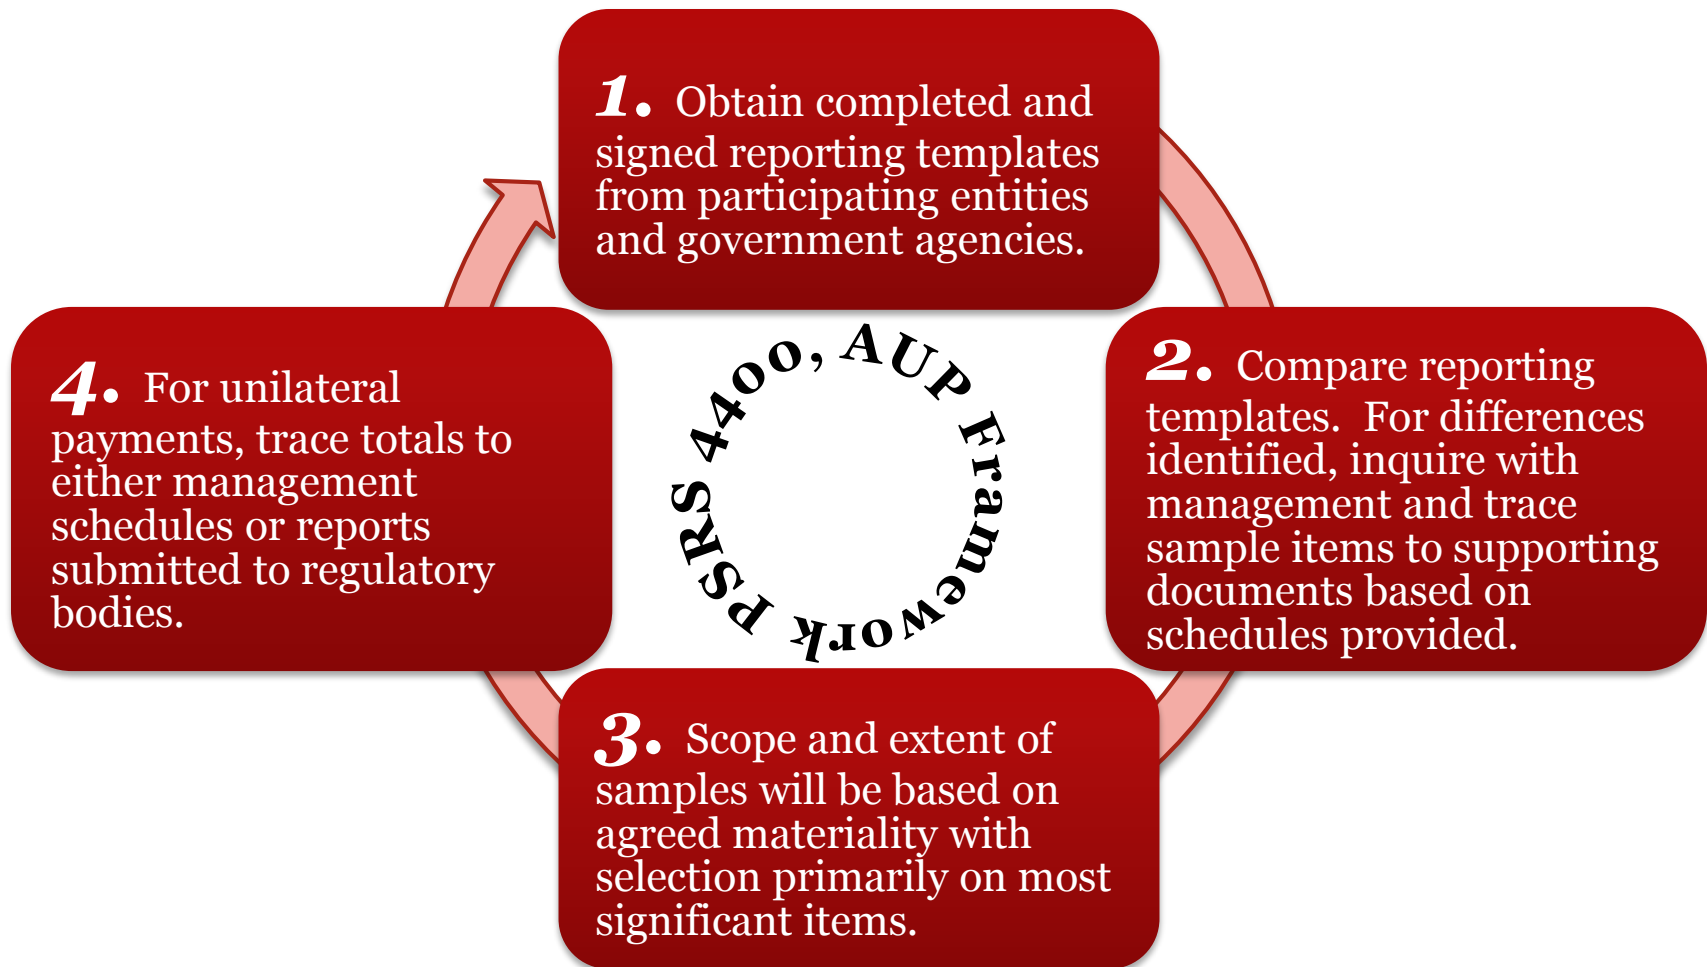 1. Obtain completed and
signed reporting templates
from participating entities
and government agencies.
2. Compare reporting
templates.  For differences
identified, inquire with
management and trace
sample items to supporting
documents based on
schedules provided.
3. Scope and extent of
samples will be based on
agreed materiality with
selection primarily on most
significant items.
4. For unilateral
payments, trace totals to
either management
schedules or reports
submitted to regulatory
bodies.
PSRS 4400, AUP Framework